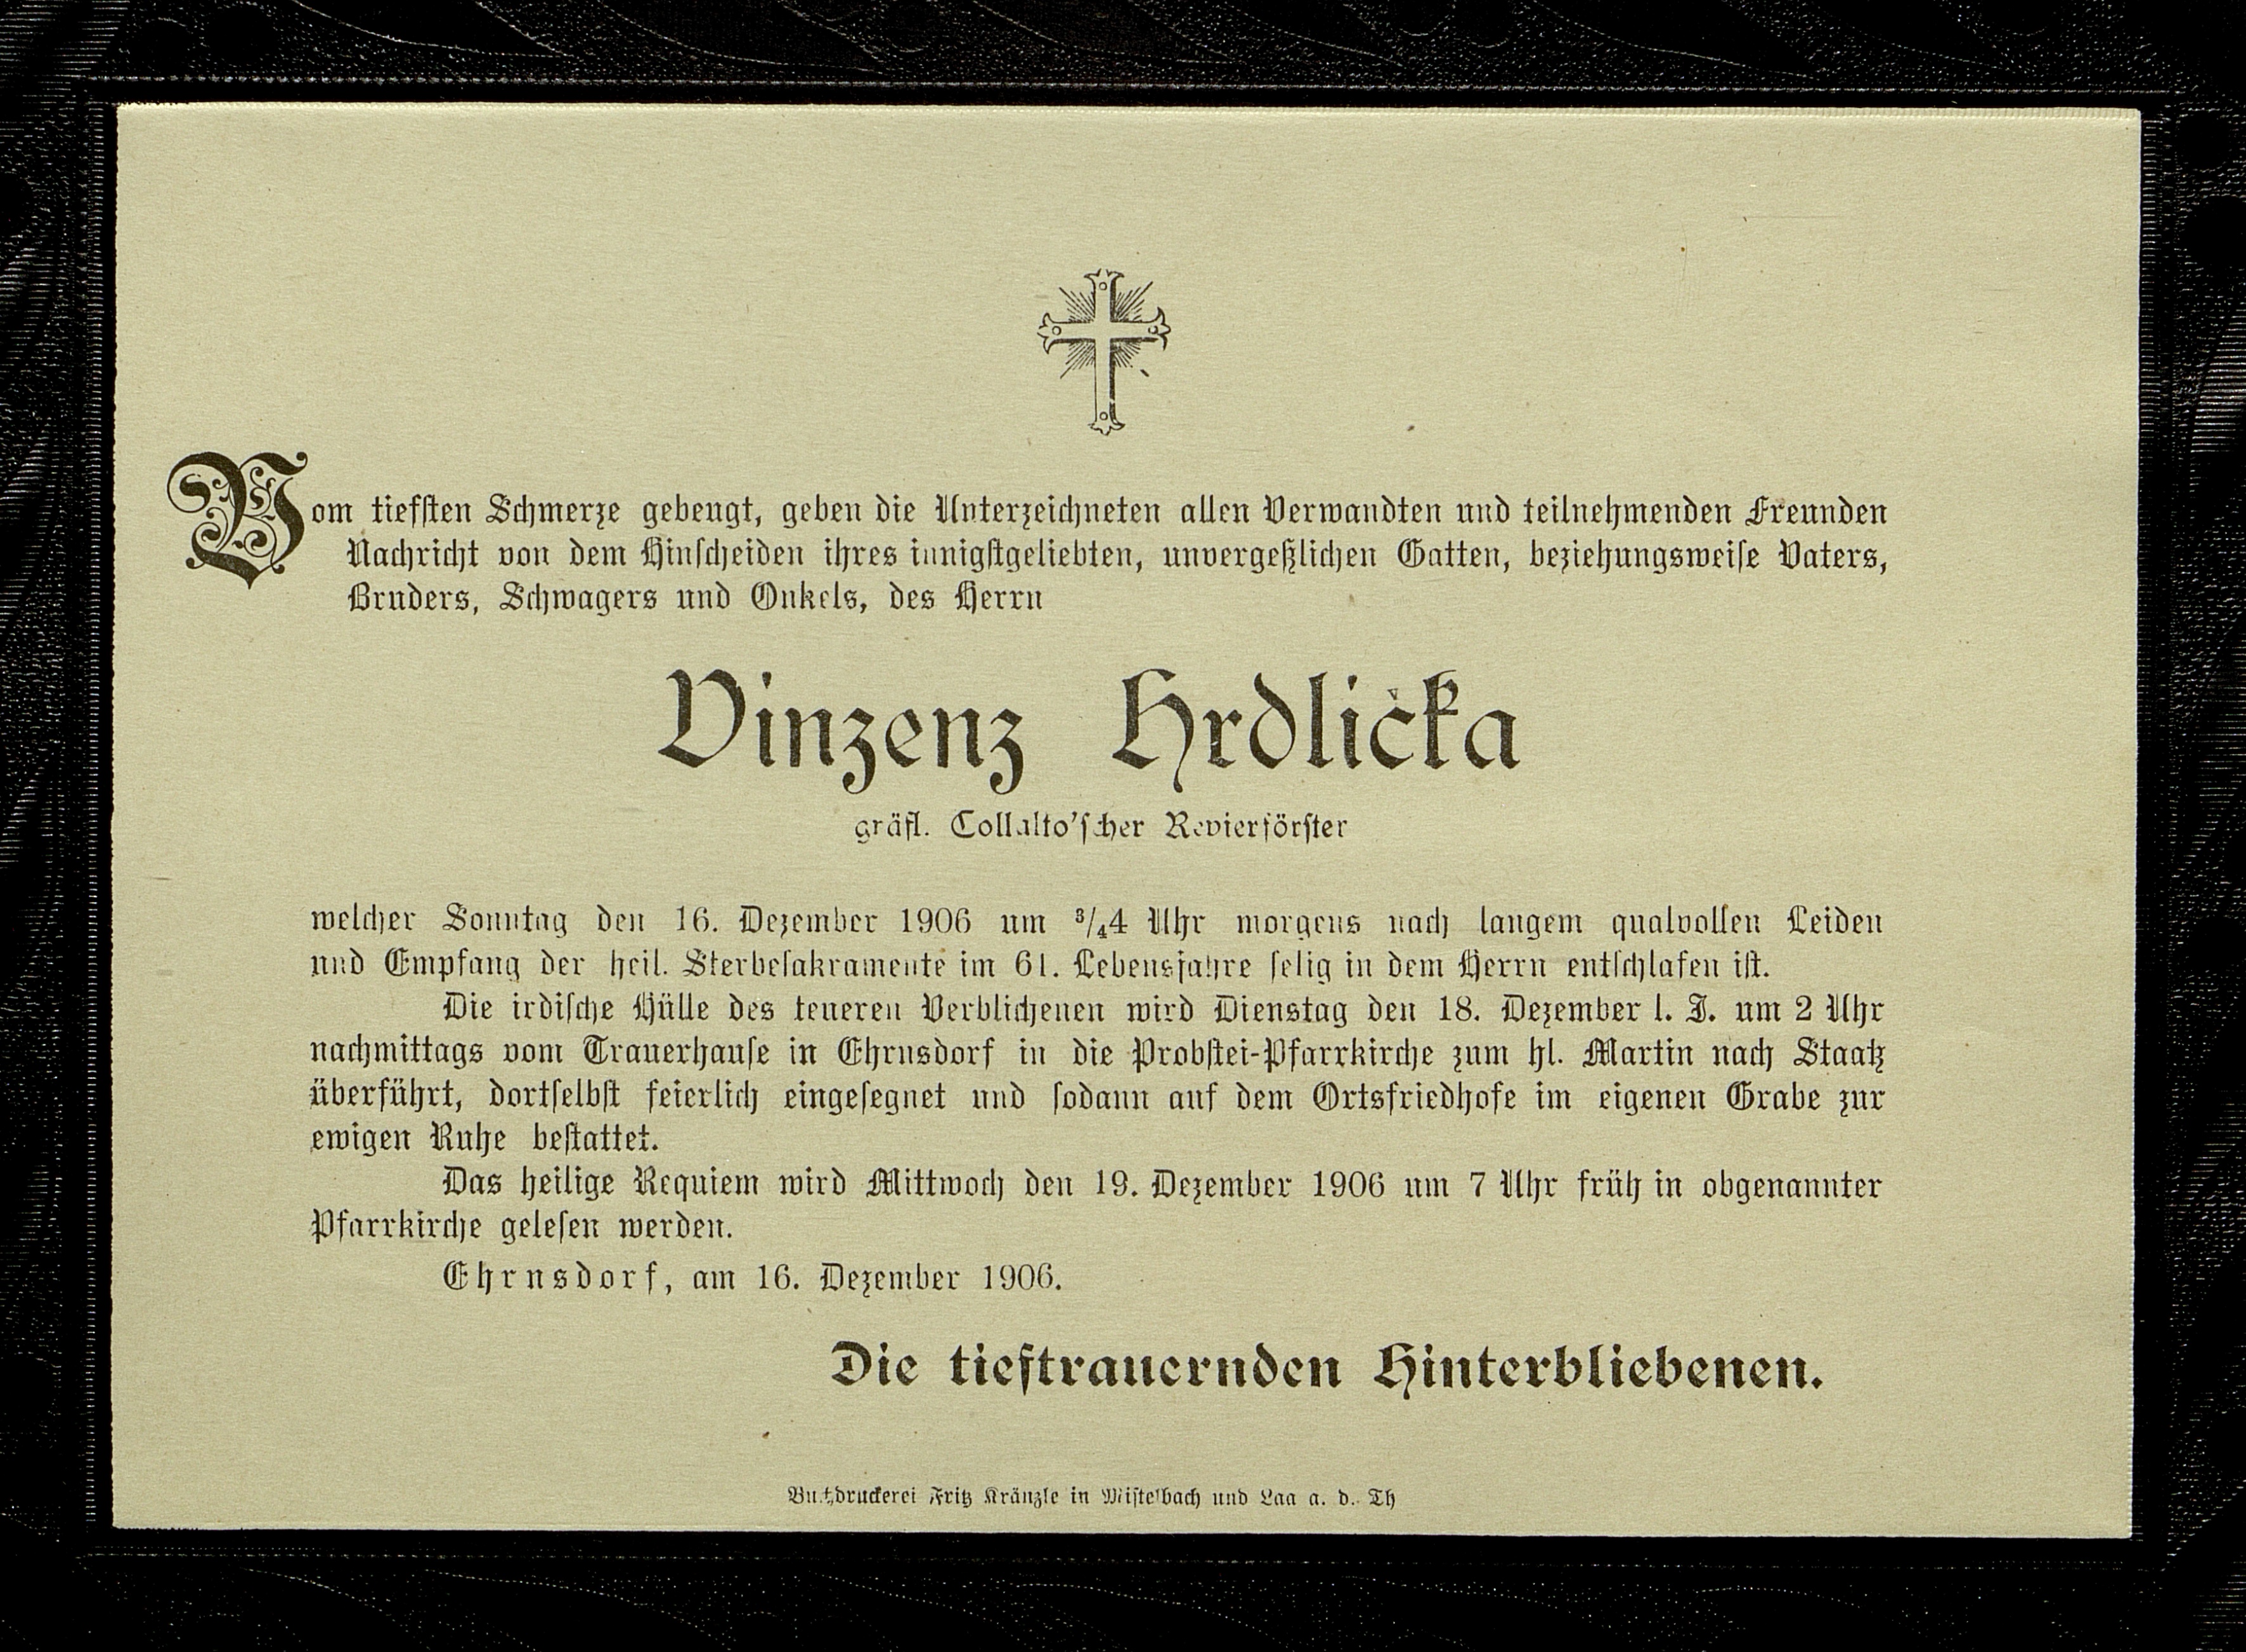 Vom tiefsten Schmerze gebeugt, geben die Unterzeichneten allen Verwandten und teilnehmenden Freunden
Nachricht von dem Hinscheiden ihres innigstgeliebten, unvergeßlichen Gatten, beziehungsweise Vaters,
Bruders, Schwagers und Onkels, des Herrn
Vinzenz Hrdlička
gräfl. Collalto'scher Revierförster
welcher Sonntag den 16. Dezember 1906 um ³/₄4 Uhr morgens nach langem qualvollen Leiden
und Empfang der heil. Sterbesakramente im 61. Lebensjahre selig in dem Herrn entschlafen ist.
Die irdische Hülle des teueren Verblichenen wird Dienstag den 18. Dezember l. J. um 2 Uhr
nachmittags vom Trauerhause in Ehrnsdorf in die Probstei-Pfarrkirche zum hl. Martin nach Staatz
überführt, dortselbst feierlich eingesegnet und sodann auf dem Ortsfriedhofe im eigenen Grabe zur
ewigen Ruhe bestattet.
Das heilige Requiem wird Mittwoch den 19. Dezember 1906 um 7 Uhr früh in obgenannter
Pfarrkirche gelesen werden.
Ehrnsdorf, am 16. Dezember 1906.
Die tieftrauernden Hinterbliebenen.
Buchdruckerei Fritz Kränzle in Mistelbach und Laa a. d. Th